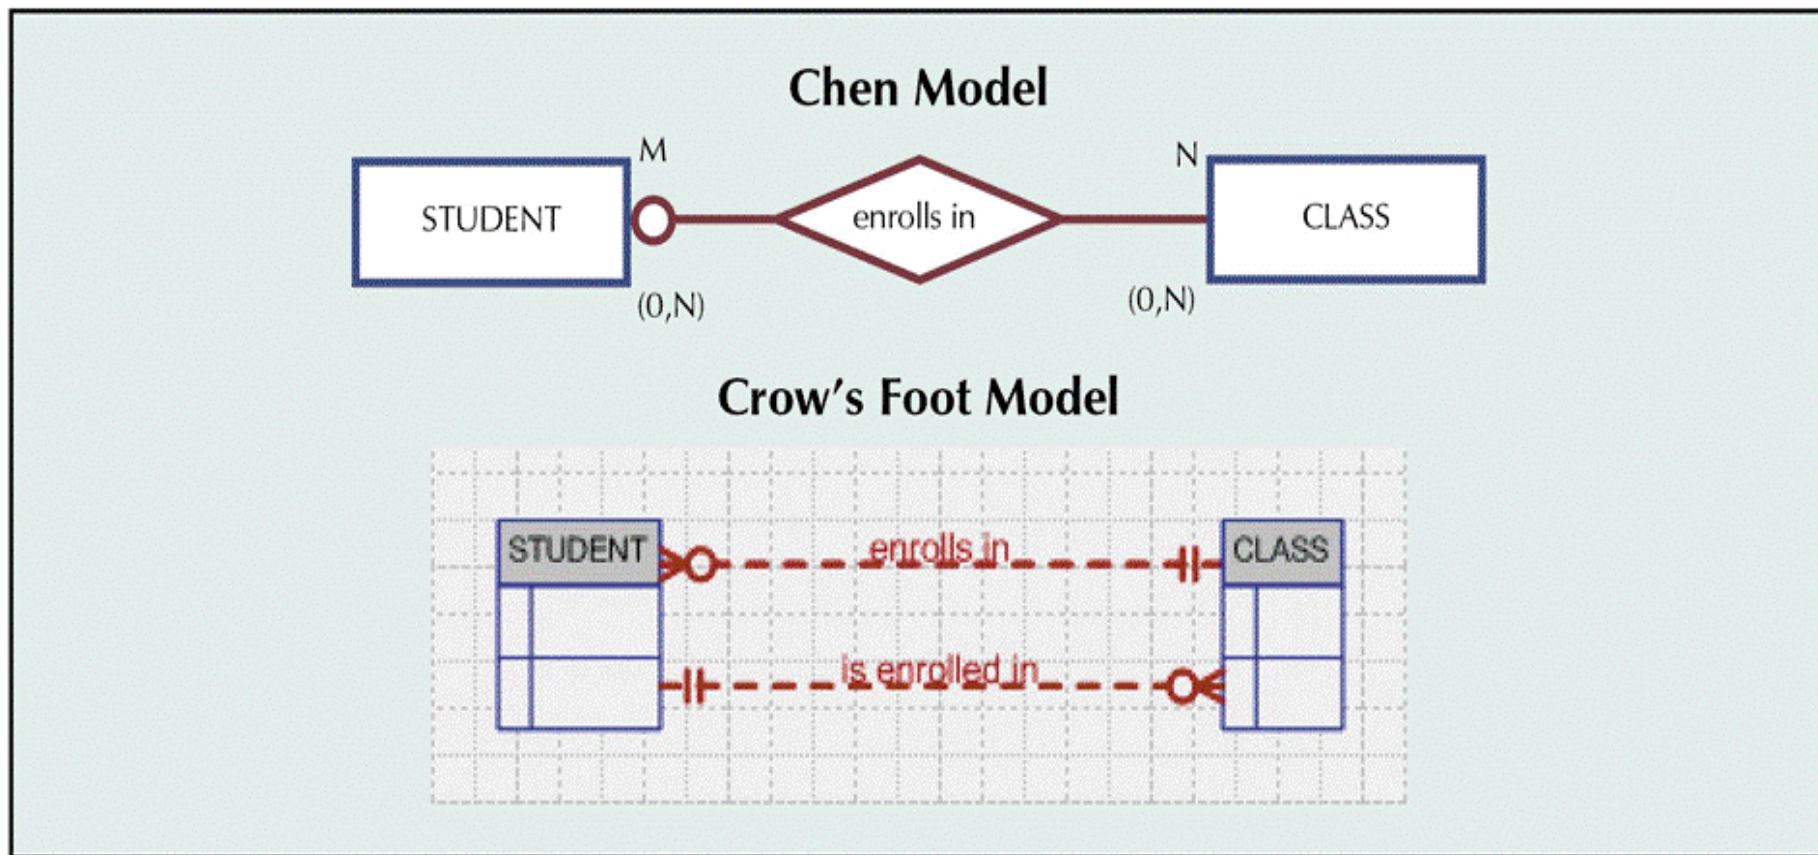 Chen Model
M
N
STUDENT
enrolls in
CLASS
(0,N)
(0,N)
Crow's Foot Model
STUDENT
enrolls in
CLASS
is enrolled in